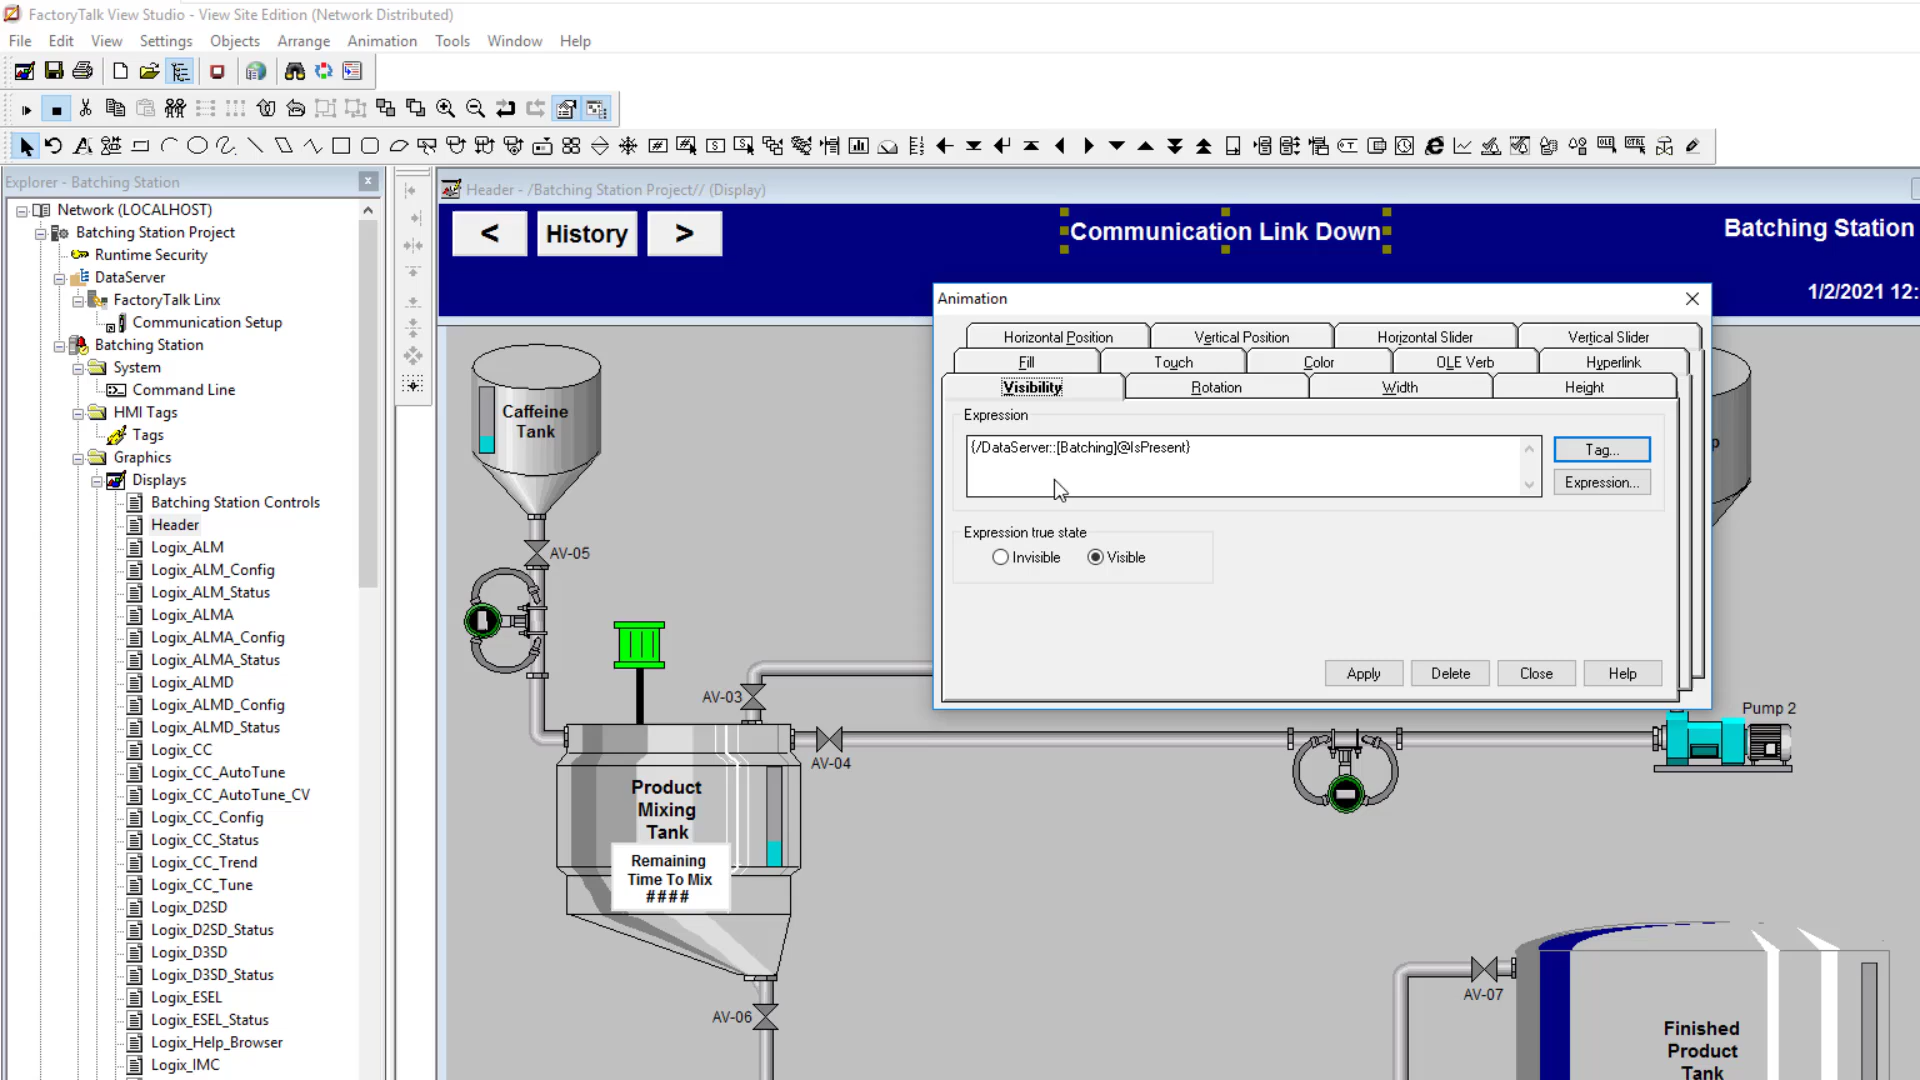 FactoryTalk View Studio - View Site Edition (Network Distributed)
File Edit View Settings Objects Arrange Animation Tools Window Help
Explorer - Batching Station
Network (LOCALHOST)
Batching Station Project
Runtime Security
DataServer
FactoryTalk Linx
Communication Setup
Batching Station
System
Command Line
HMI Tags
Tags
Graphics
Displays
Batching Station Controls
Header
Logix_ALM
Logix_ALM_Config
Logix_ALM_Status
Logix_ALMA
Logix_ALMA_Config
Logix_ALMA_Status
Logix_ALMD
Logix_ALMD_Config
Logix_ALMD_Status
Logix_CC
Logix_CC_AutoTune
Logix_CC_AutoTune_CV
Logix_CC_Config
Logix_CC_Status
Logix_CC_Trend
Logix_CC_Tune
Logix_D2SD
Logix_D2SD_Status
Logix_D3SD
Logix_D3SD_Status
Logix_ESEL
Logix_ESEL_Status
Logix_Help_Browser
Logix_IMC
Header - /Batching Station Project// (Display)
< History >
Communication Link Down
Batching Station
1/2/2021 12:
Animation
Horizontal Position Vertical Position Horizontal Slider Vertical Slider
Fill Touch Color OLE Verb Hyperlink
Visibility Rotation Width Height
Expression
{/DataServer::[Batching]@IsPresent}
Tag...
Expression...
Expression true state
Invisible Visible
Apply Delete Close Help
Caffeine
Tank
AV-05
AV-03
AV-04
Product
Mixing
Tank
Remaining
Time To Mix
####
AV-06
Pump 2
AV-07
Finished
Product
Tank